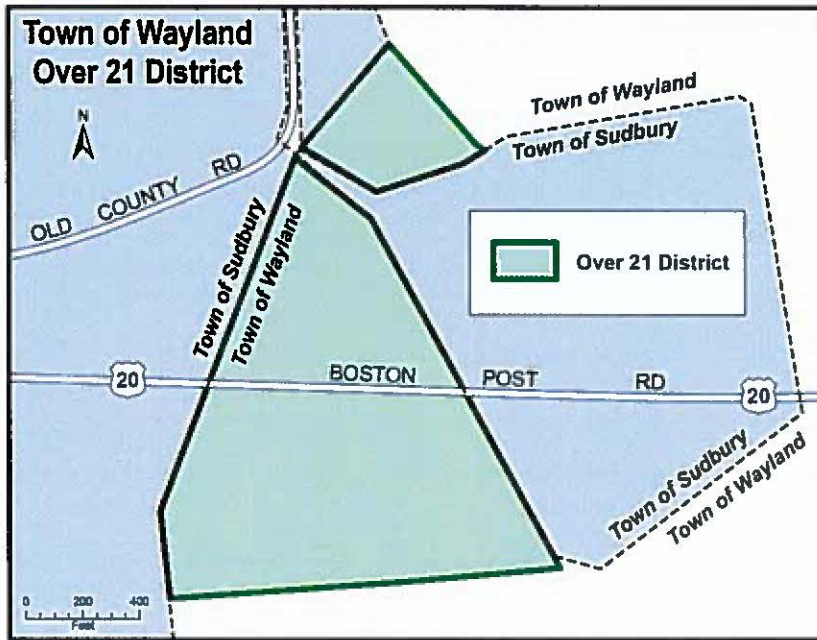 Town of Wayland
Over 21 District
N
OLD COUNTY RD
Town of Wayland
Town of Sudbury
Town of Sudbury
Town of Wayland
Over 21 District
20
BOSTON POST RD
20
Town of Sudbury
Town of Wayland
0 200 400
Feet